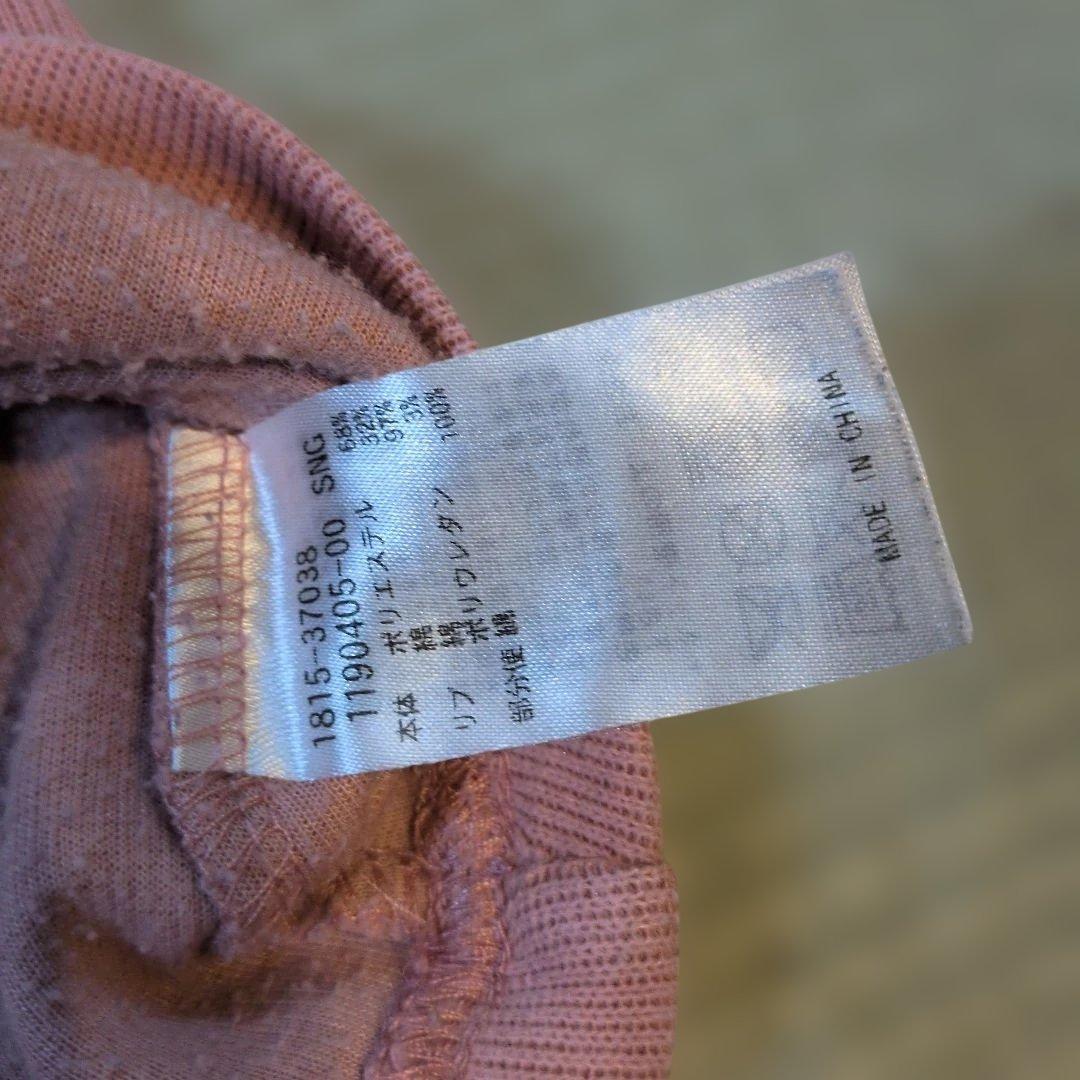 1815-37038
1190405-00 SNG
本体 ポリエステル 68%
綿 32%
リブ 綿 97%
ポリウレタン 3%
部分使 綿 100%
MADE IN CHINA